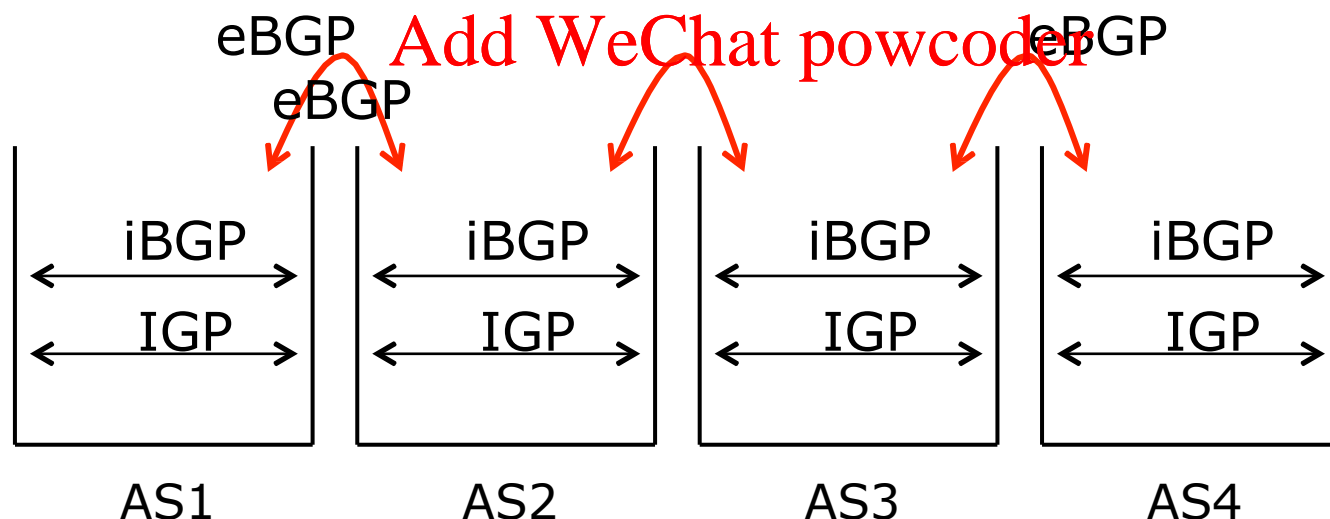 eBGP Add WeChat powcoder eBGP
eBGP
iBGP iBGP iBGP iBGP
IGP IGP IGP IGP
AS1 AS2 AS3 AS4